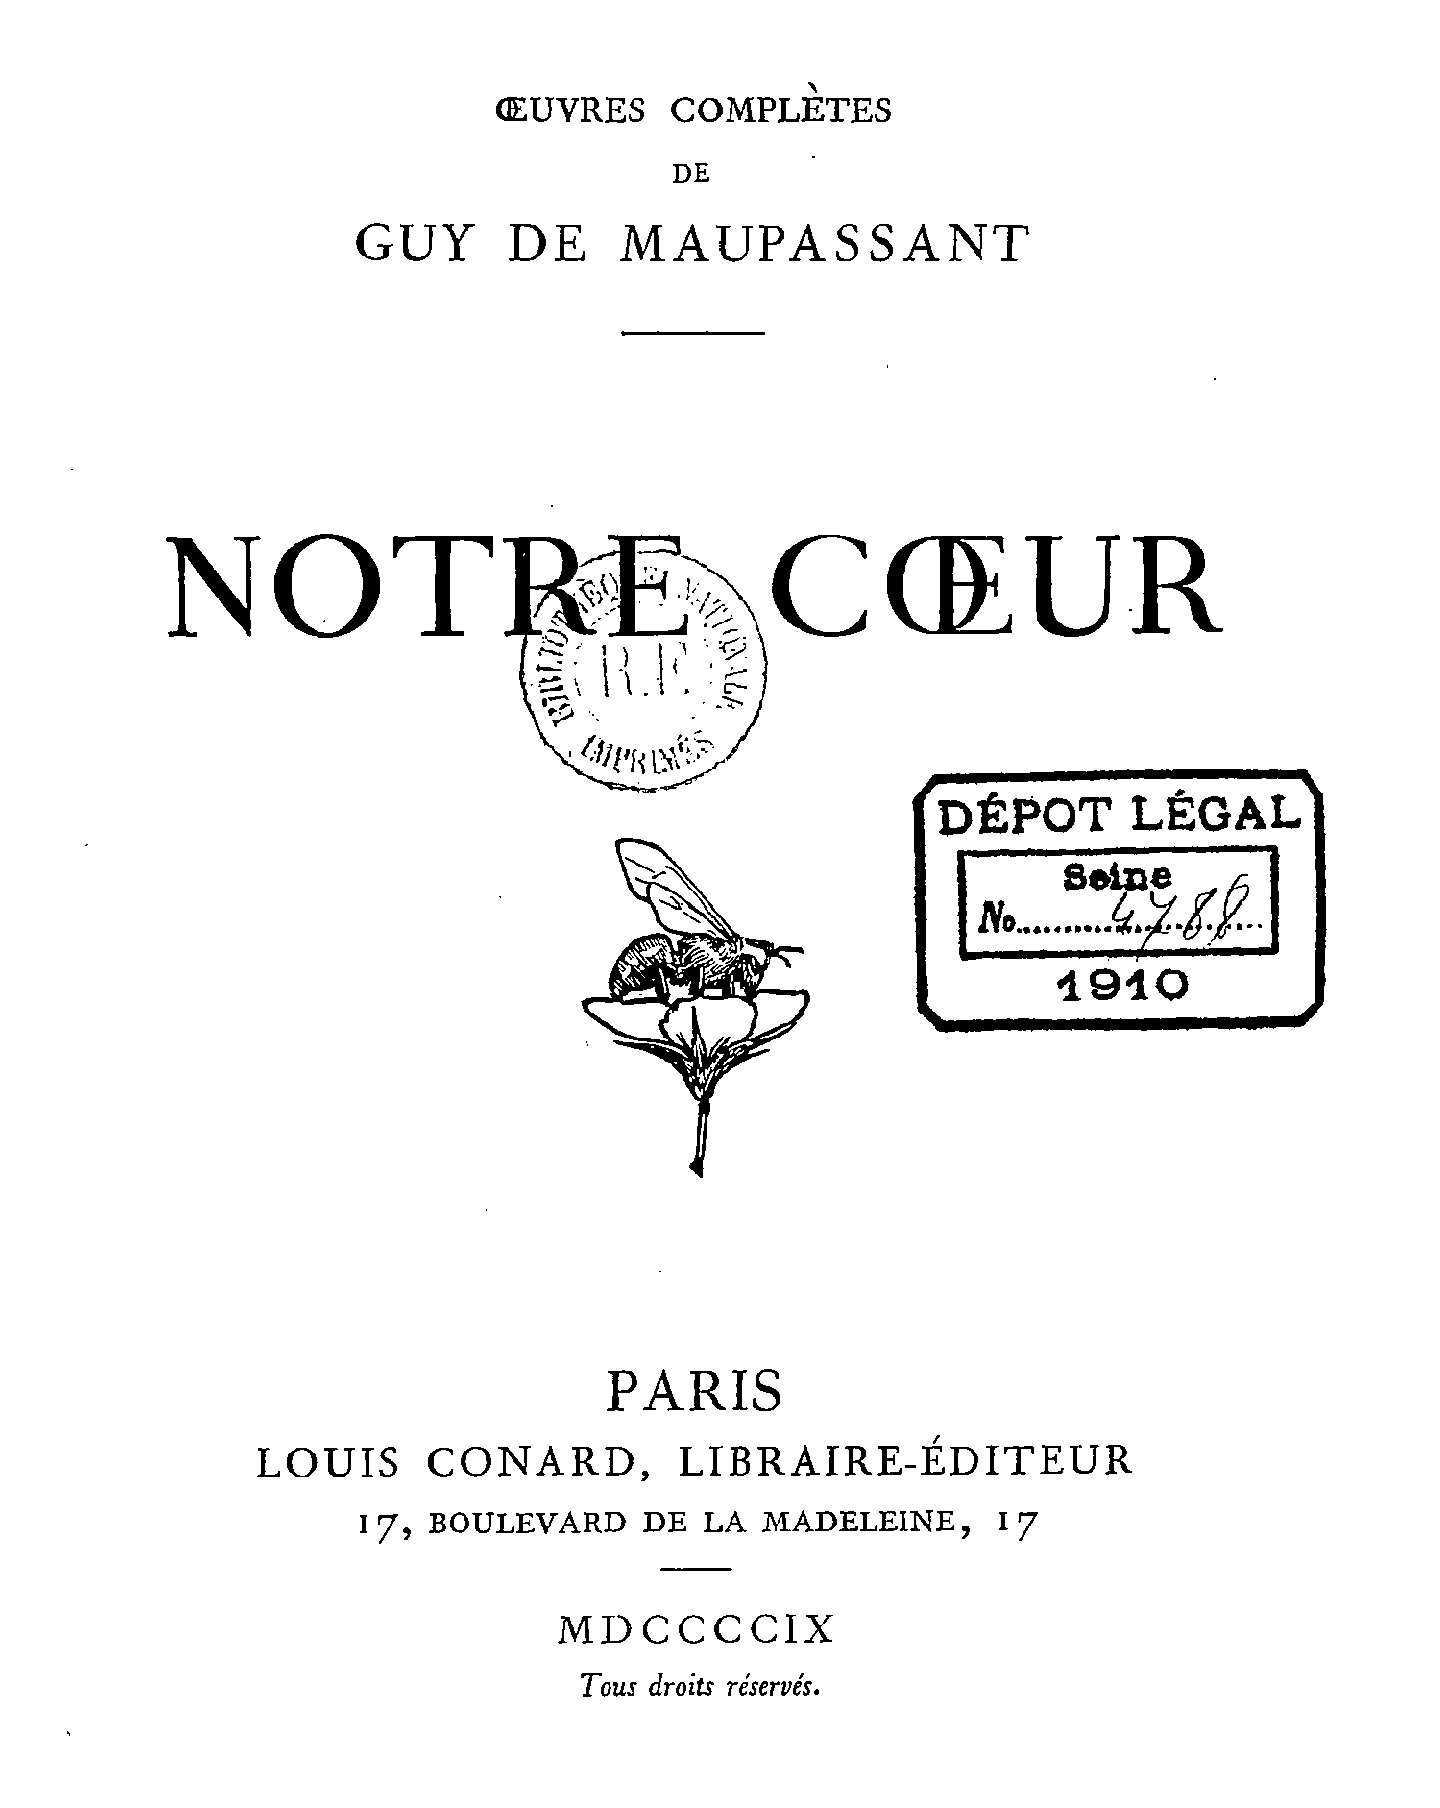 ŒUVRES COMPLÈTES
DE
GUY DE MAUPASSANT
NOTRE CŒUR
BIBLIOTHÈQUE NATIONALE
R.F.
IMPRIMÉS
DÉPOT LÉGAL
Seine
No 4788
1910
PARIS
LOUIS CONARD, LIBRAIRE-ÉDITEUR
17, BOULEVARD DE LA MADELEINE, 17
MDCCCCIX
Tous droits réservés.